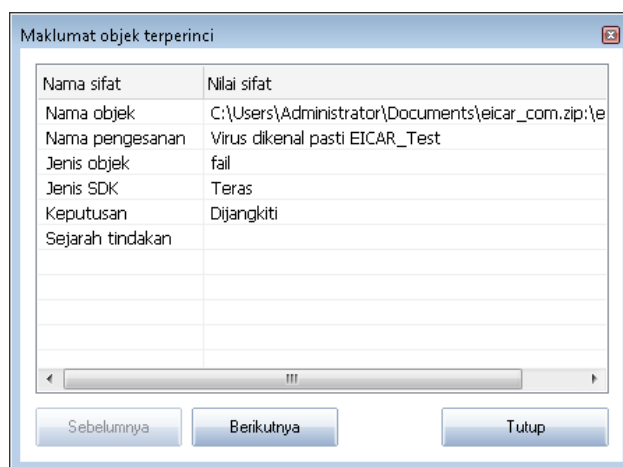 Maklumat objek terperinci
Nama sifat Nilai sifat
Nama objek C:\Users\Administrator\Documents\eicar_com.zip:\e
Nama pengesanan Virus dikenal pasti EICAR_Test
Jenis objek fail
Jenis SDK Teras
Keputusan Dijangkiti
Sejarah tindakan
Sebelumnya Berikutnya Tutup